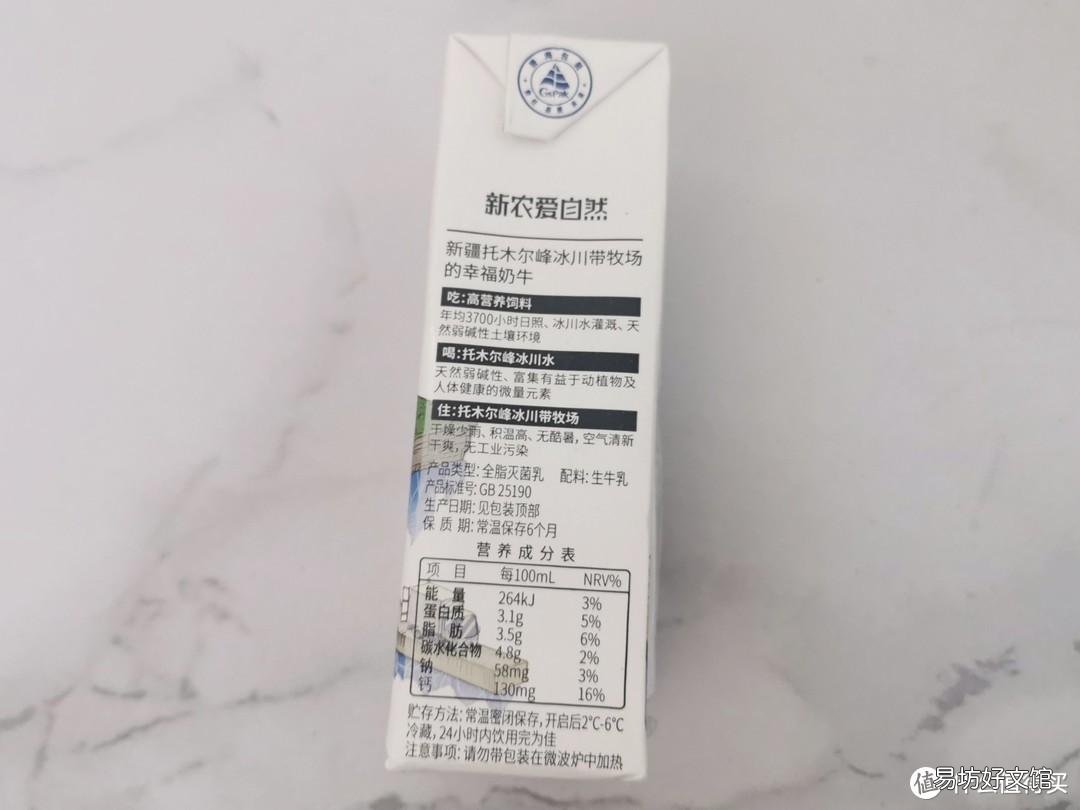 GaPak
新农爱自然
新疆托木尔峰冰川带牧场
的幸福奶牛
吃:高营养饲料
年均3700小时日照、冰川水灌溉、天
然弱碱性土壤环境
喝:托木尔峰冰川水
天然弱碱性、富集有益于动植物及
人体健康的微量元素
住:托木尔峰冰川带牧场
干燥少雨、积温高、无酷暑,空气清新
干爽,无工业污染
产品类型:全脂灭菌乳 配料:生牛乳
产品标准号:GB 25190
生产日期:见包装顶部
保 质 期:常温保存6个月
营养成分表
项 目 每100mL NRV%
能 量 264kJ 3%
蛋白质 3.1g 5%
脂 肪 3.5g 6%
碳水化合物 4.8g 2%
钠 58mg 3%
钙 130mg 16%
贮存方法:常温密闭保存,开启后2℃-6℃
冷藏,24小时内饮用完为佳
注意事项:请勿带包装在微波炉中加热
值 易坊好文馆